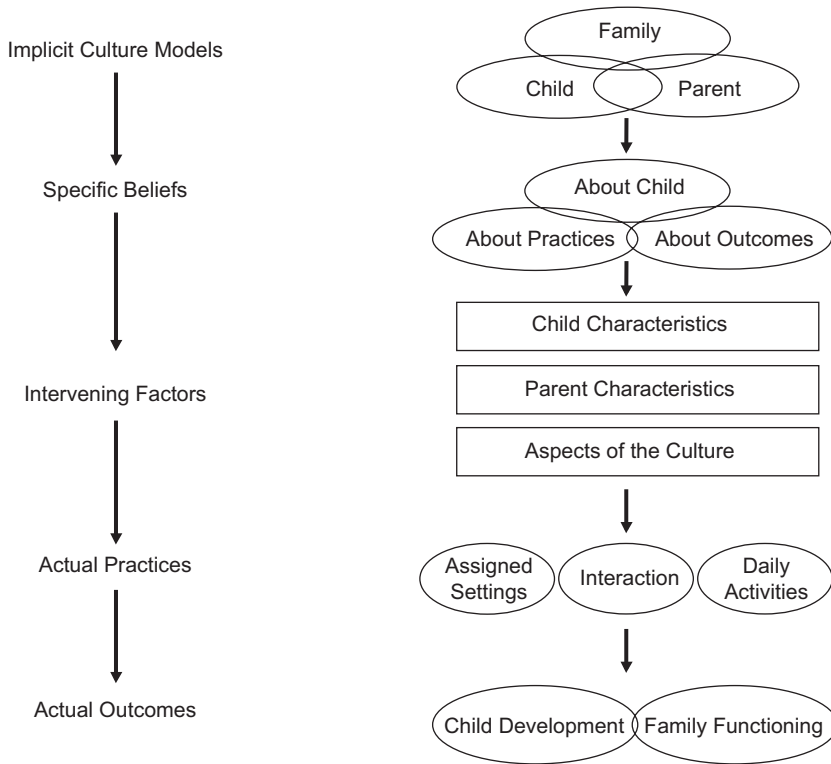 Implicit Culture Models
Family
Child
Parent
Specific Beliefs
About Child
About Practices
About Outcomes
Child Characteristics
Intervening Factors
Parent Characteristics
Aspects of the Culture
Actual Practices
Assigned
Settings
Interaction
Daily
Activities
Actual Outcomes
Child Development
Family Functioning